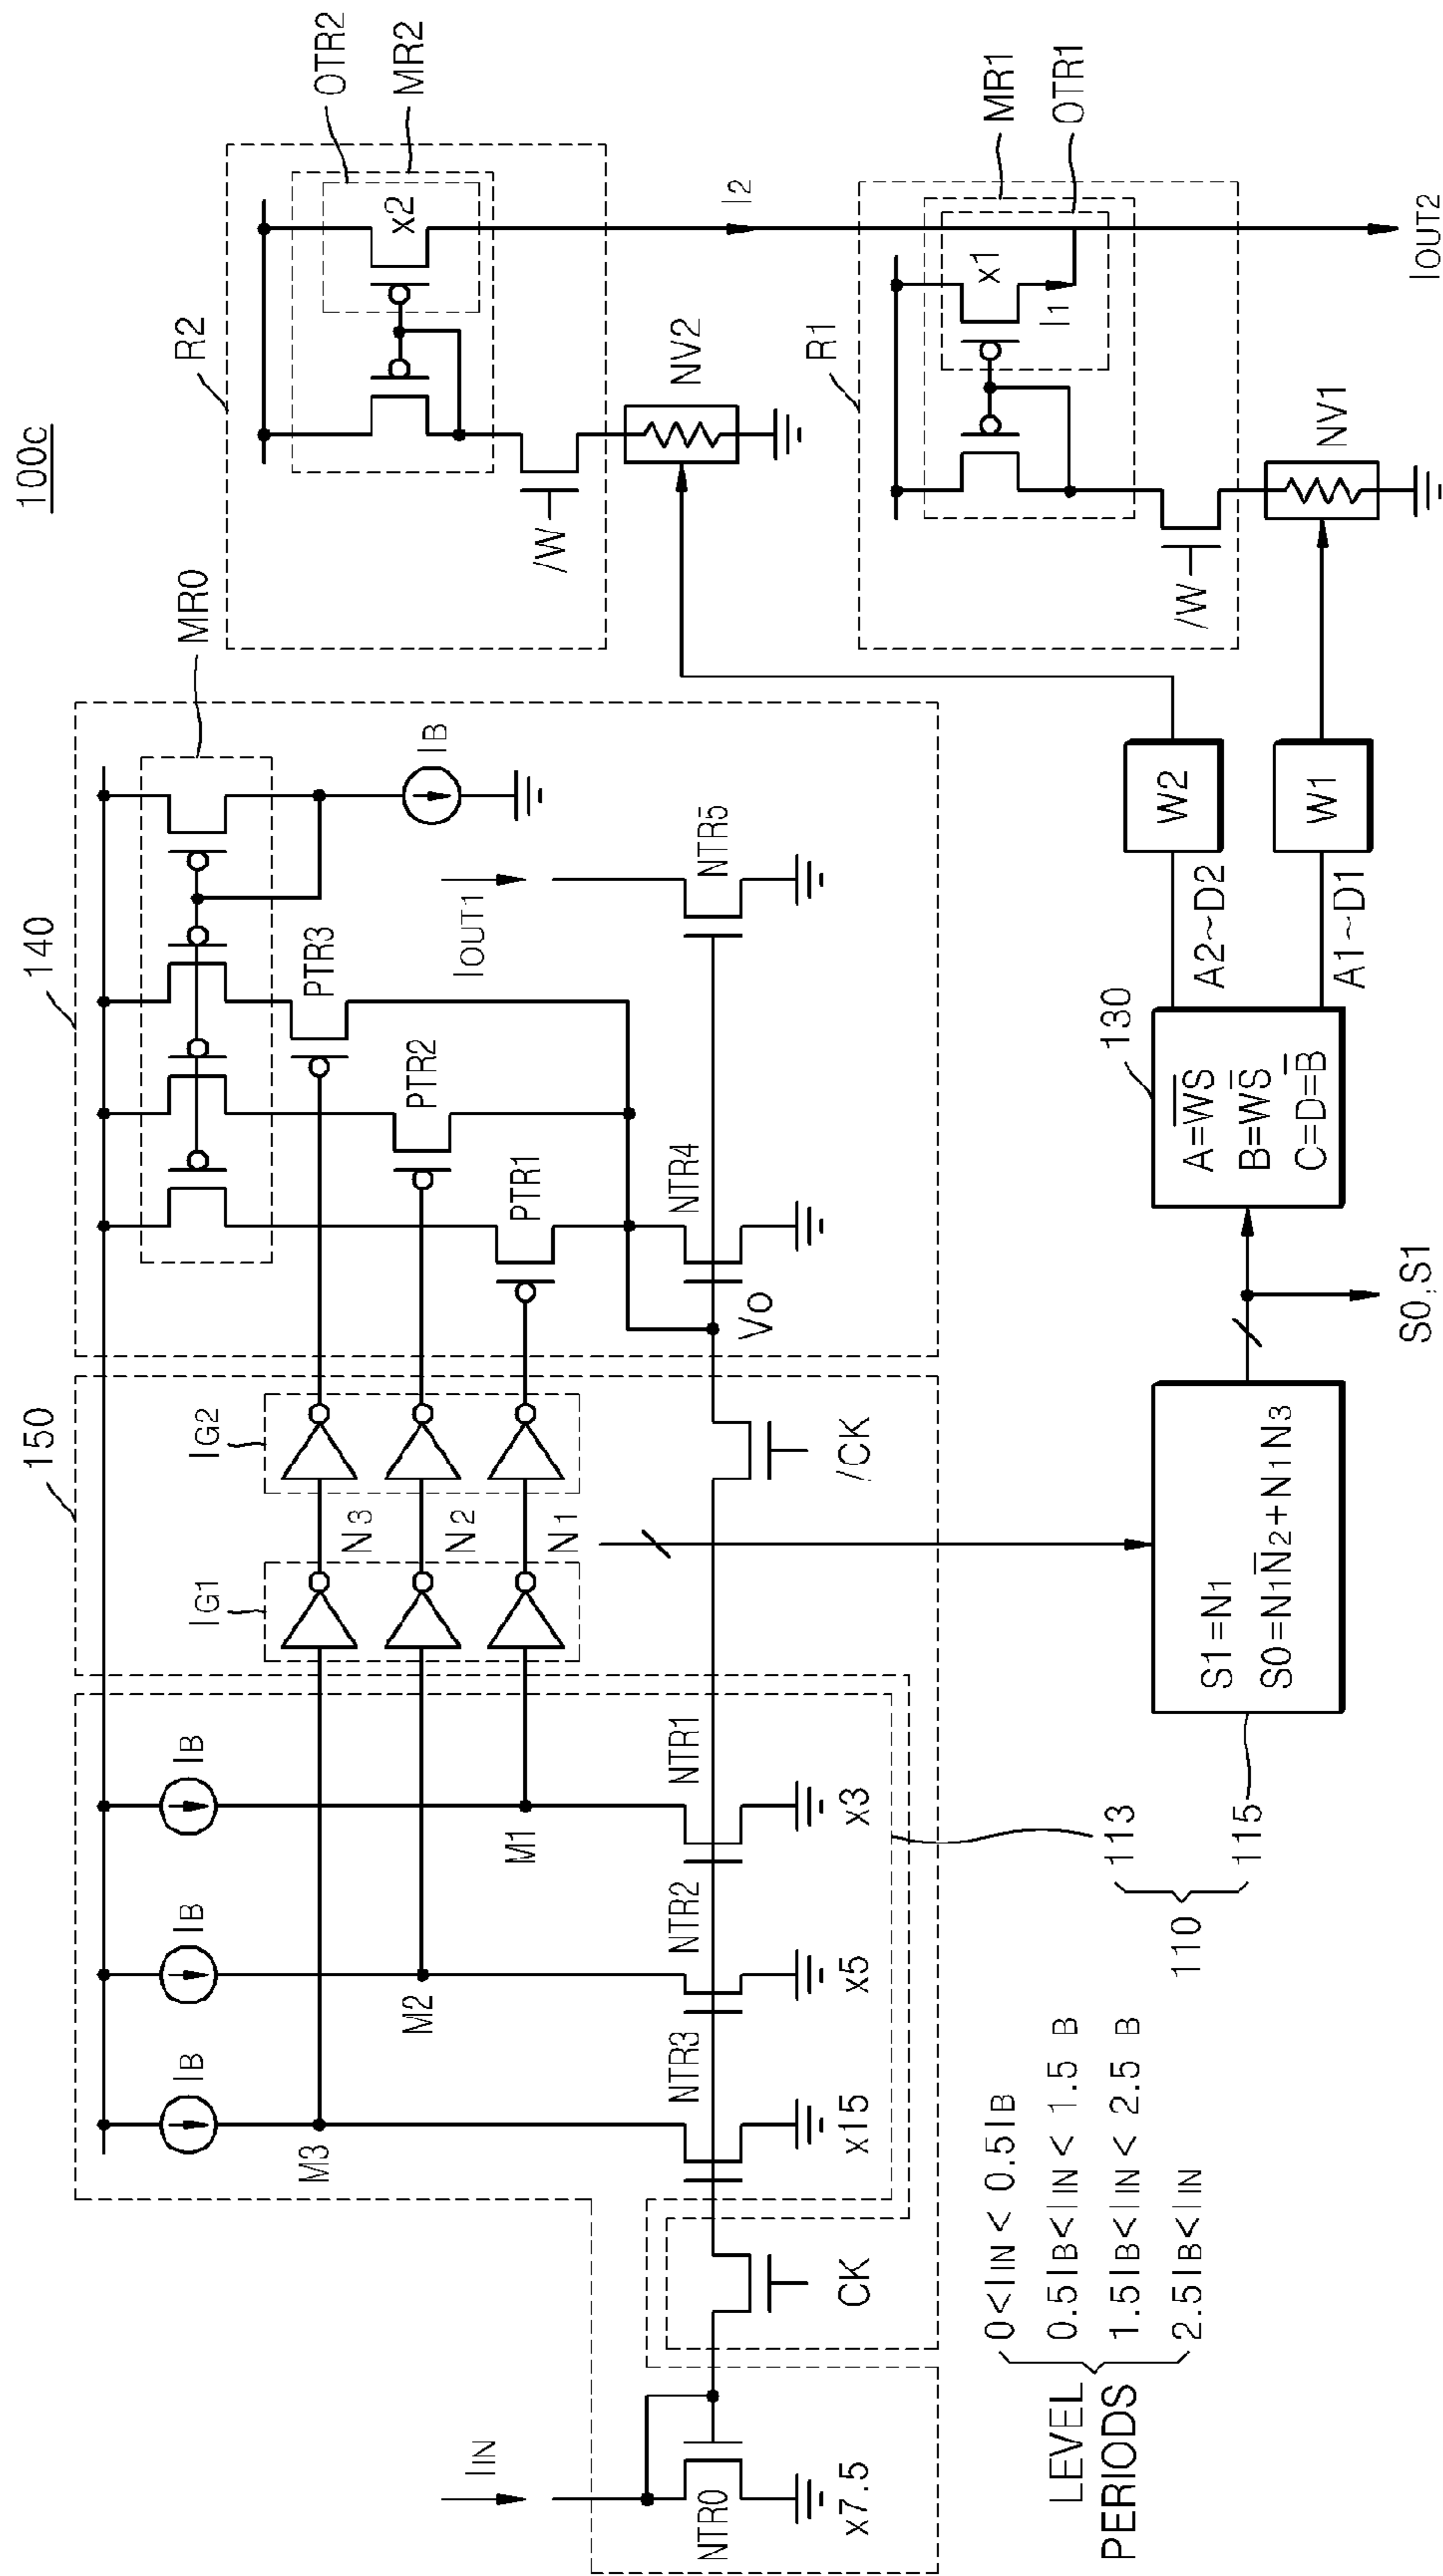 100c
150
140
MR0
R2
OTR2
MR2
IB
IB
IB
IG1
IG2
PTR3
IB
x2
M3
M2
M1
N3
N2
N1
PTR2
PTR1
IOUT1
/W
NV2
I2
IIN
NTR0
x7.5
CK
NTR3
x15
NTR2
x5
NTR1
x3
/CK
Vo
NTR4
NTR5
R1
MR1
OTR1
x1
I1
/W
NV1
IOUT2
LEVEL
PERIODS
0<IIN < 0.5IB
0.5IB<IIN< 1.5 B
1.5IB<IIN< 2.5 B
2.5IB<IIN
110
113
115
S1=N1
S0=N1N̅2+N1N3
S0,S1
130
A=W̅S̅
B=WS̅
C=D=B̅
A2~D2
A1~D1
W2
W1